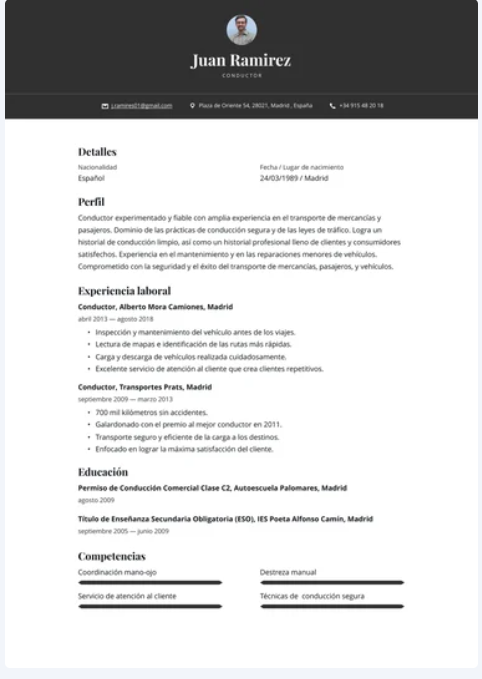 Juan Ramirez
CONDUCTOR
j.ramires01@gmail.com Plaza de Oriente 54, 28021, Madrid , España +34 915 48 20 18
Detalles
Nacionalidad Fecha / Lugar de nacimiento
Español 24/03/1989 / Madrid
Perfil
Conductor experimentado y fiable con amplia experiencia en el transporte de mercancías y
pasajeros. Dominio de las prácticas de conducción segura y de las leyes de tráfico. Logra un
historial de conducción limpio, así como un historial profesional lleno de clientes y consumidores
satisfechos. Experiencia en el mantenimiento y en las reparaciones menores de vehículos.
Comprometido con la seguridad y el éxito del transporte de mercancías, pasajeros, y vehículos.
Experiencia laboral
Conductor, Alberto Mora Camiones, Madrid
abril 2013 — agosto 2018
• Inspección y mantenimiento del vehículo antes de los viajes.
• Lectura de mapas e identificación de las rutas más rápidas.
• Carga y descarga de vehículos realizada cuidadosamente.
• Excelente servicio de atención al cliente que crea clientes repetitivos.
Conductor, Transportes Prats, Madrid
septiembre 2009 — marzo 2013
• 700 mil kilómetros sin accidentes.
• Galardonado con el premio al mejor conductor en 2011.
• Transporte seguro y eficiente de la carga a los destinos.
• Enfocado en lograr la máxima satisfacción del cliente.
Educación
Permiso de Conducción Comercial Clase C2, Autoescuela Palomares, Madrid
agosto 2009
Título de Enseñanza Secundaria Obligatoria (ESO), IES Poeta Alfonso Camín, Madrid
septiembre 2005 — junio 2009
Competencias
Coordinación mano-ojo Destreza manual
Servicio de atención al cliente Técnicas de conducción segura